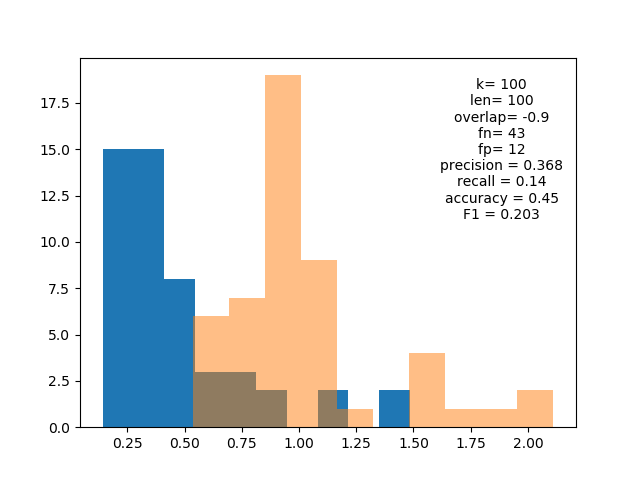 k= 100
len= 100
overlap= -0.9
fn= 43
fp= 12
precision = 0.368
recall = 0.14
accuracy = 0.45
F1 = 0.203
17.5
15.0
12.5
10.0
7.5
5.0
2.5
0.0
0.25 0.50 0.75 1.00 1.25 1.50 1.75 2.00